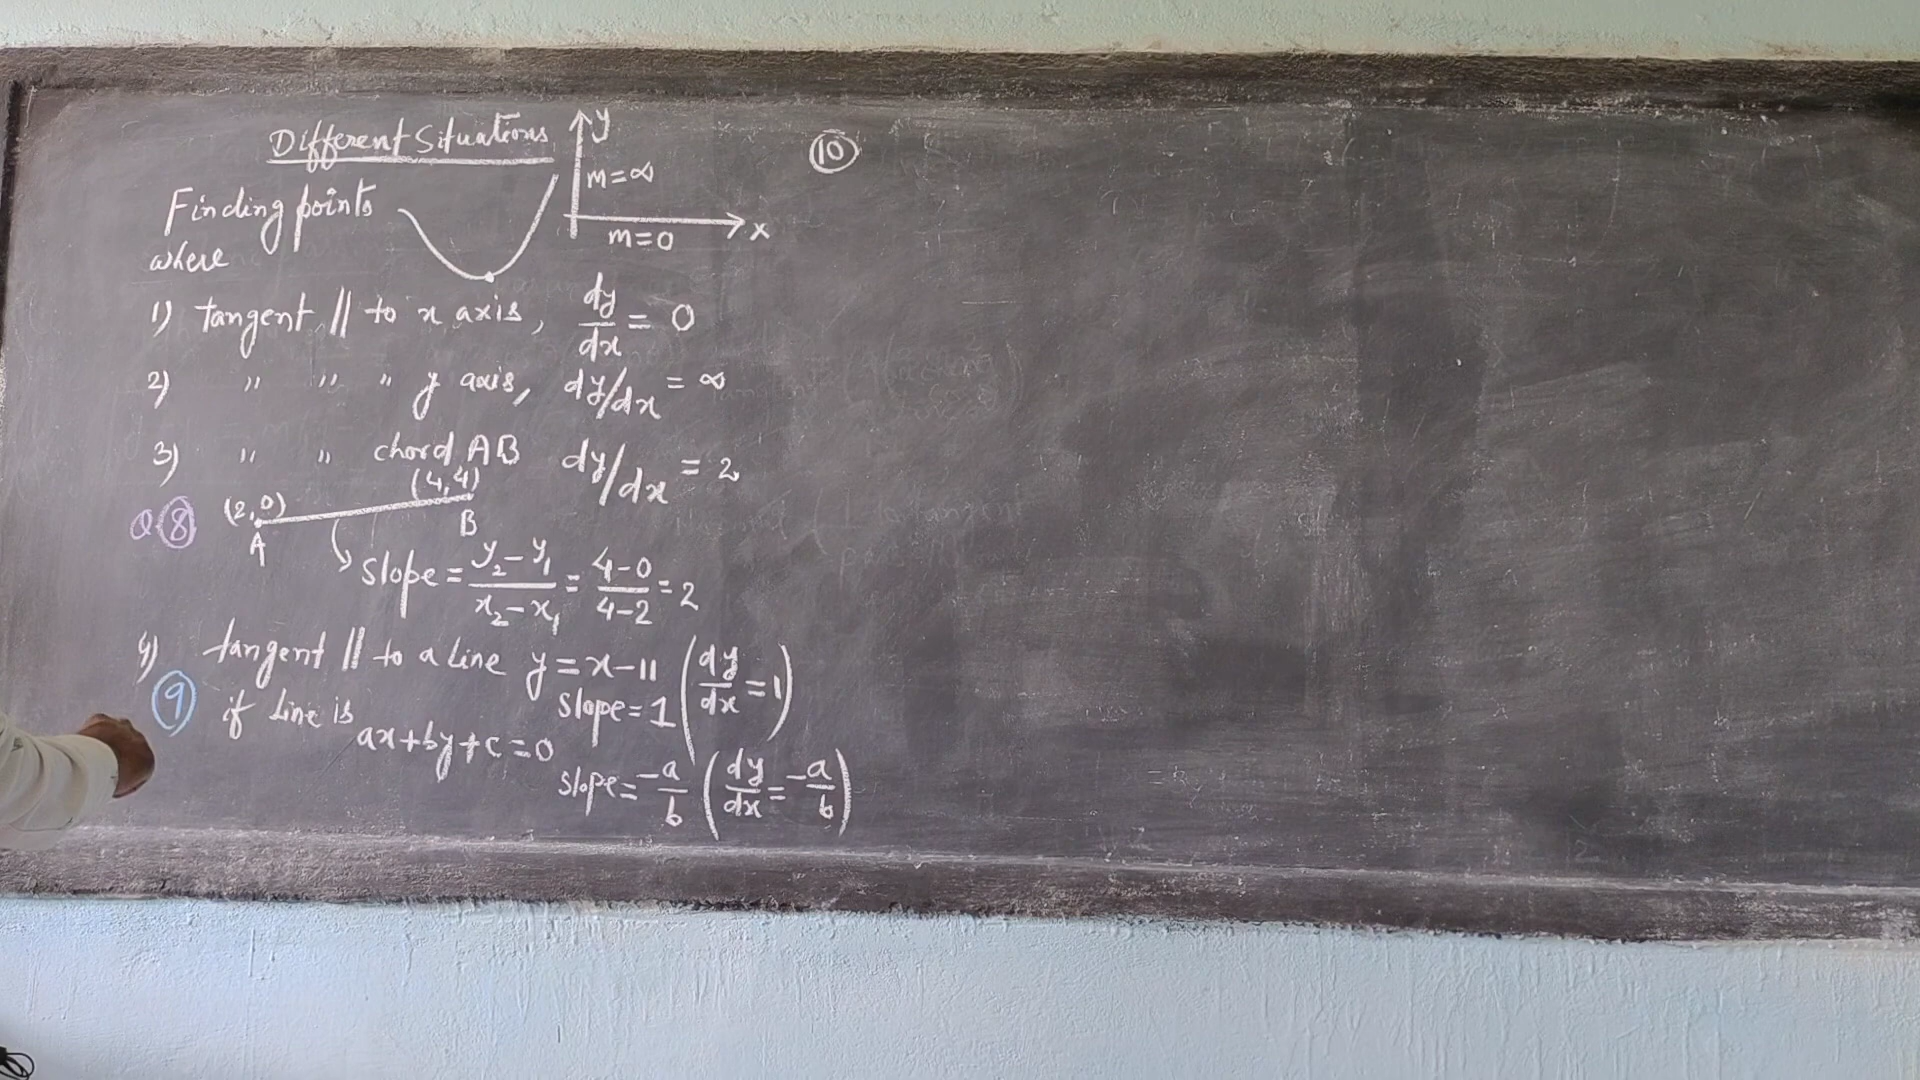 Different Situations
y
m=∞
x
m=0
Finding points
where
1) tangent // to x axis, dy/dx = 0
2) " " " y axis, dy/dx = ∞
3) " " chord AB dy/dx = 2
Q 8 (2,0) (4,4)
A B
slope = y₂-y₁/x₂-x₁ = 4-0/4-2 = 2
4) tangent // to a line y=x-11 (dy/dx = 1)
slope=1
9 if line is
ax+by+c=0
slope = -a/b (dy/dx = -a/b)
10